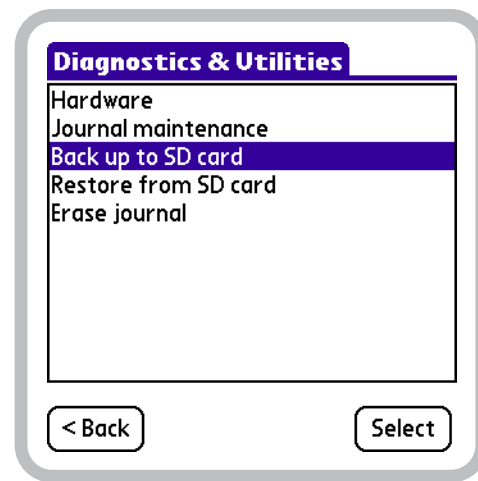 Diagnostics & Utilities
Hardware
Journal maintenance
Back up to SD card
Restore from SD card
Erase journal
< Back
Select